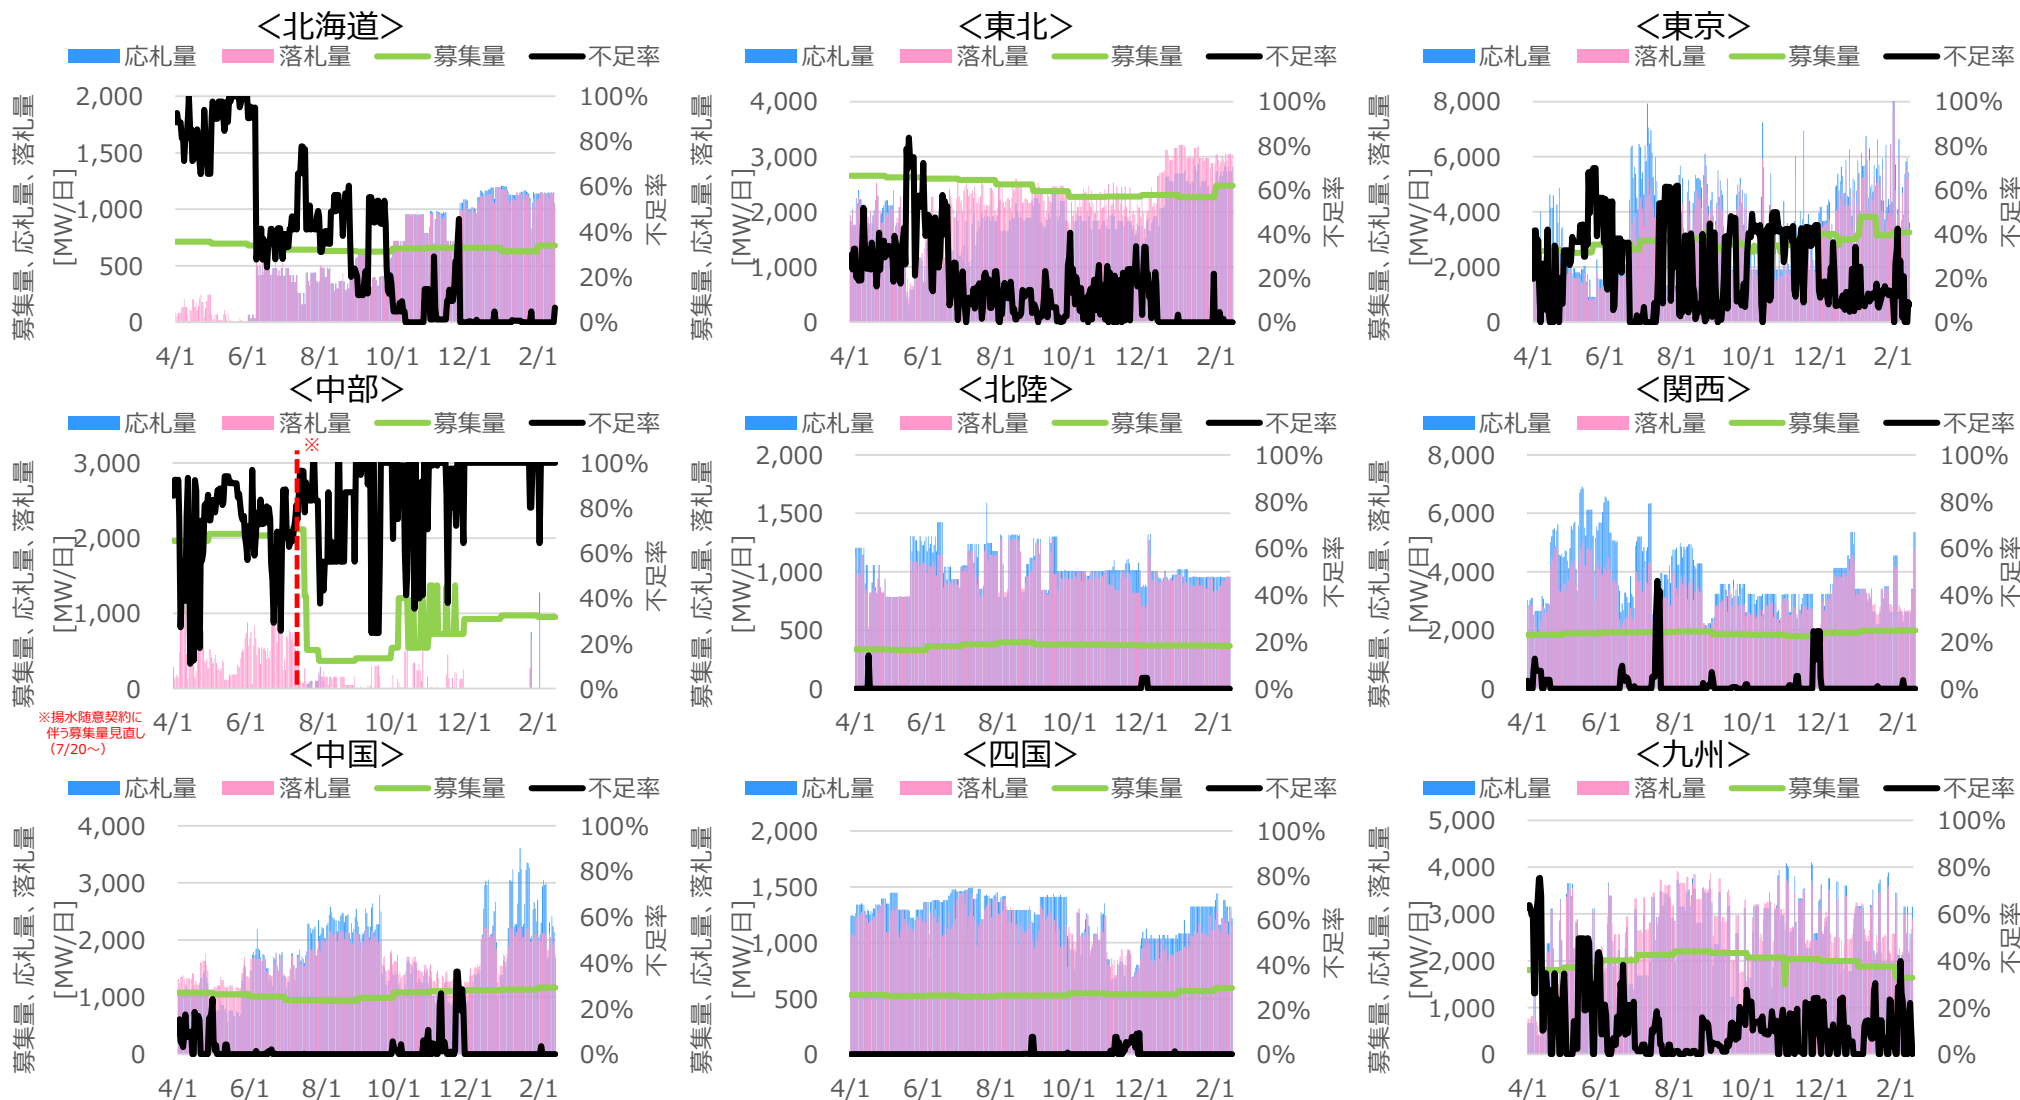 ＜北海道＞
応札量 落札量 募集量 不足率
募集量、応札量、落札量
[MW/日]
2,000
1,500
1,000
500
0
100%
80%
60%
40%
20%
0%
不足率
4/1 6/1 8/1 10/1 12/1 2/1
＜東北＞
応札量 落札量 募集量 不足率
募集量、応札量、落札量
[MW/日]
4,000
3,000
2,000
1,000
0
100%
80%
60%
40%
20%
0%
不足率
4/1 6/1 8/1 10/1 12/1 2/1
＜東京＞
応札量 落札量 募集量 不足率
募集量、応札量、落札量
[MW/日]
8,000
6,000
4,000
2,000
0
100%
80%
60%
40%
20%
0%
不足率
4/1 6/1 8/1 10/1 12/1 2/1
＜中部＞
応札量 落札量 募集量 不足率
※
募集量、応札量、落札量
[MW/日]
3,000
2,000
1,000
0
100%
80%
60%
40%
20%
0%
不足率
4/1 6/1 8/1 10/1 12/1 2/1
※揚水随意契約に
伴う募集量見直し
（7/20～）
＜北陸＞
応札量 落札量 募集量 不足率
募集量、応札量、落札量
[MW/日]
2,000
1,500
1,000
500
0
100%
80%
60%
40%
20%
0%
不足率
4/1 6/1 8/1 10/1 12/1 2/1
＜関西＞
応札量 落札量 募集量 不足率
募集量、応札量、落札量
[MW/日]
8,000
6,000
4,000
2,000
0
100%
80%
60%
40%
20%
0%
不足率
4/1 6/1 8/1 10/1 12/1 2/1
＜中国＞
応札量 落札量 募集量 不足率
募集量、応札量、落札量
[MW/日]
4,000
3,000
2,000
1,000
0
100%
80%
60%
40%
20%
0%
不足率
4/1 6/1 8/1 10/1 12/1 2/1
＜四国＞
応札量 落札量 募集量 不足率
募集量、応札量、落札量
[MW/日]
2,000
1,500
1,000
500
0
100%
80%
60%
40%
20%
0%
不足率
4/1 6/1 8/1 10/1 12/1 2/1
＜九州＞
応札量 落札量 募集量 不足率
募集量、応札量、落札量
[MW/日]
5,000
4,000
3,000
2,000
1,000
0
100%
80%
60%
40%
20%
0%
不足率
4/1 6/1 8/1 10/1 12/1 2/1